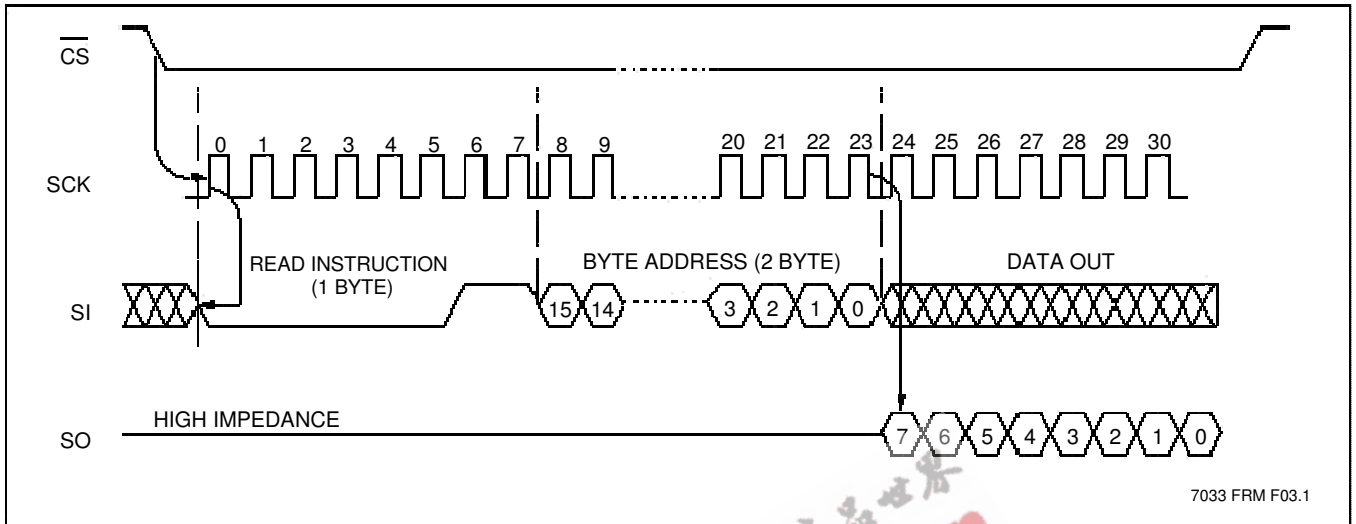 CS
0 1 2 3 4 5 6 7 8 9 20 21 22 23 24 25 26 27 28 29 30
SCK
READ INSTRUCTION
(1 BYTE)
BYTE ADDRESS (2 BYTE)
DATA OUT
SI
15 14 3 2 1 0
HIGH IMPEDANCE
SO
7 6 5 4 3 2 1 0
7033 FRM F03.1